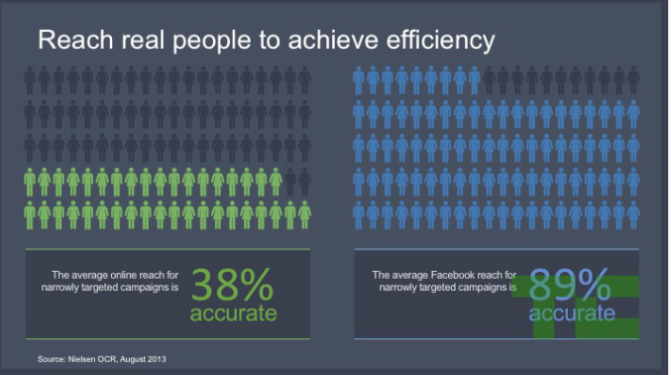 Reach real people to achieve efficiency
The average online reach for
narrowly targeted campaigns is
38%
accurate
The average Facebook reach for
narrowly targeted campaigns is
89%
accurate
Source: Nielsen OCR, August 2013
TC